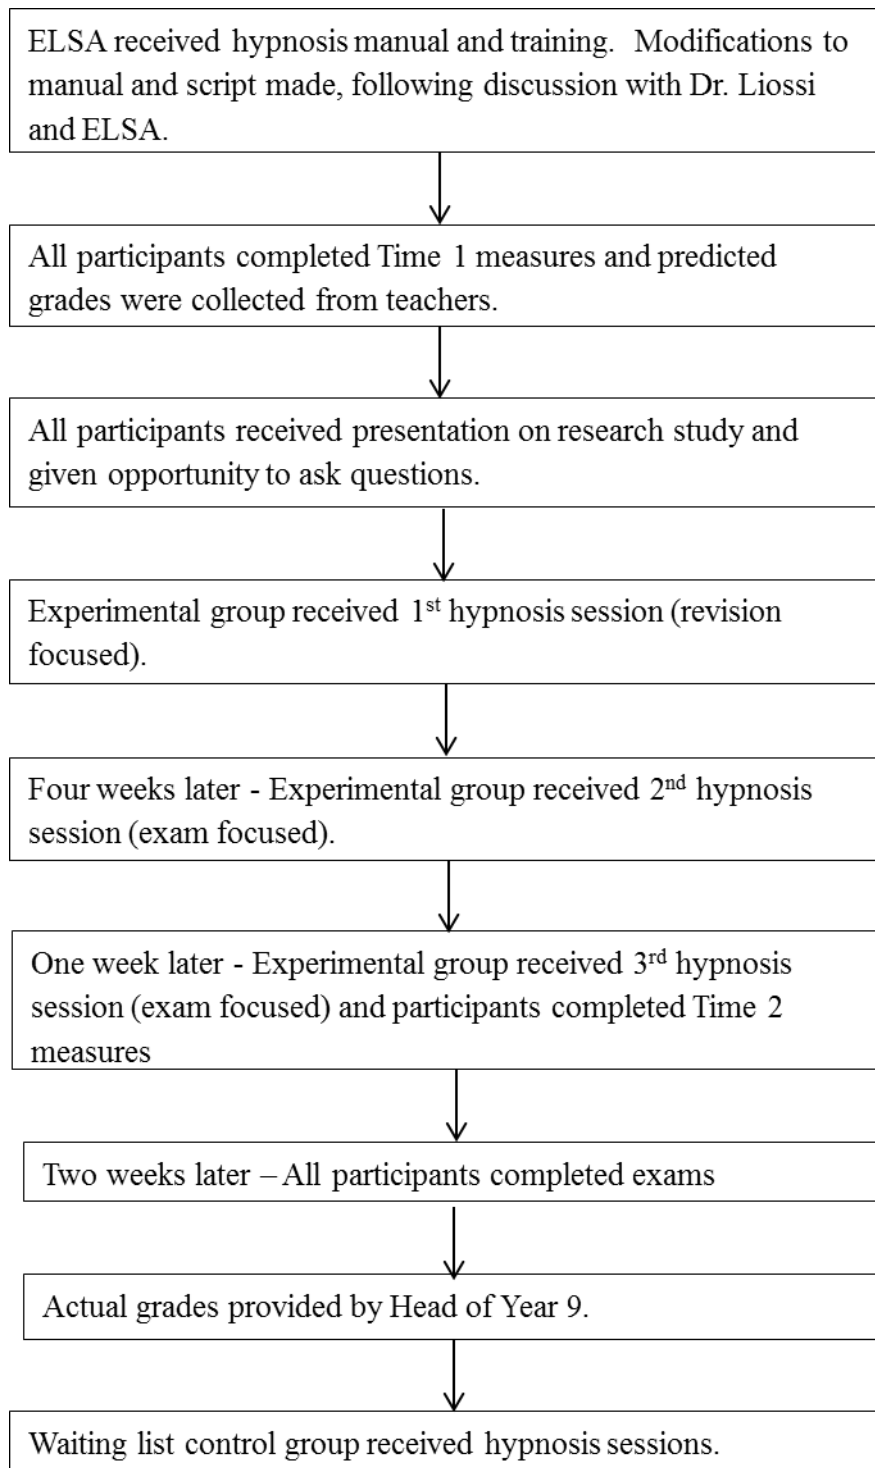 ELSA received hypnosis manual and training.  Modifications to
manual and script made, following discussion with Dr. Liossi
and ELSA.
All participants completed Time 1 measures and predicted
grades were collected from teachers.
All participants received presentation on research study and
given opportunity to ask questions.
Experimental group received 1st hypnosis session (revision
focused).
Four weeks later - Experimental group received 2nd hypnosis
session (exam focused).
One week later - Experimental group received 3rd hypnosis
session (exam focused) and participants completed Time 2
measures
Two weeks later – All participants completed exams
Actual grades provided by Head of Year 9.
Waiting list control group received hypnosis sessions.